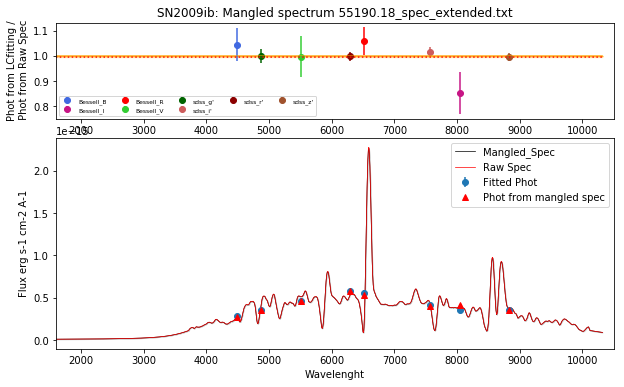 SN2009ib: Mangled spectrum 55190.18_spec_extended.txt
Phot from LCfitting /
Phot from Raw Spec
1.1
1.0
0.9
0.8
Bessell_B Bessell_R sdss_g' sdss_r' sdss_z'
Bessell_I Bessell_V sdss_i'
2000 3000 4000 5000 6000 7000 8000 9000 10000
Flux erg s-1 cm-2 A-1
2.0
1.5
1.0
0.5
0.0
Mangled_Spec
Raw Spec
Fitted Phot
Phot from mangled spec
2000 3000 4000 5000 6000 7000 8000 9000 10000
Wavelenght